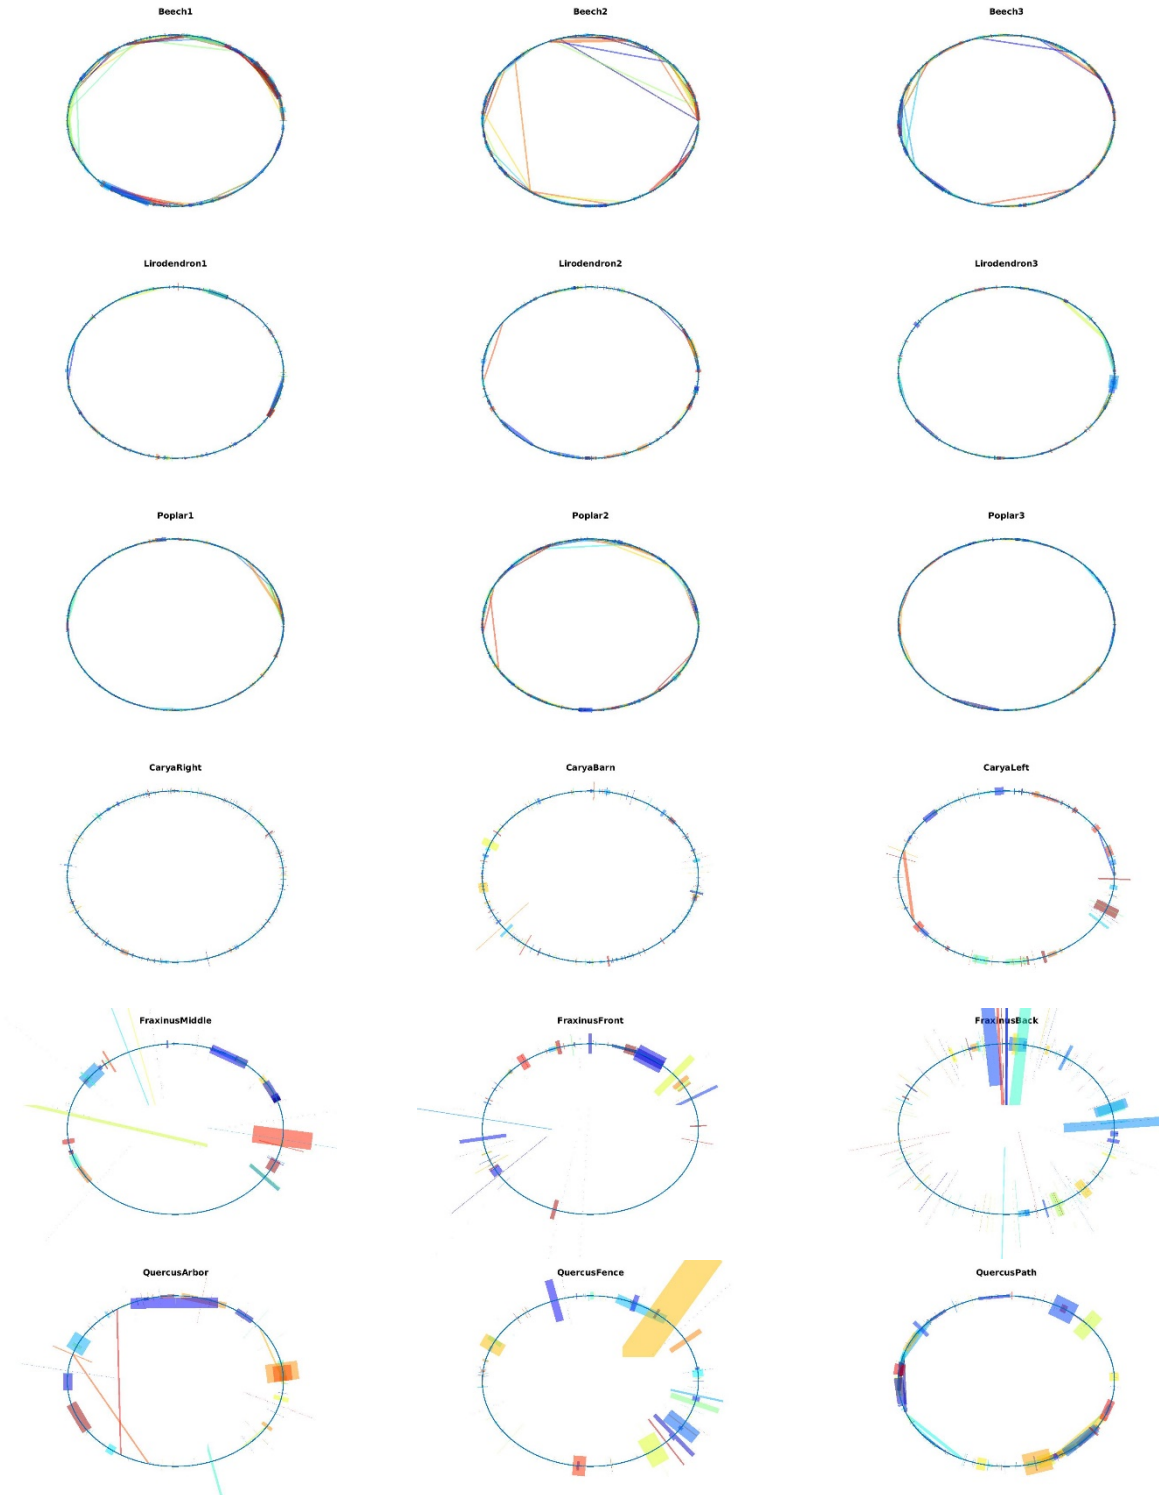 Beech1
Beech2
Beech3
Lirodendron1
Lirodendron2
Lirodendron3
Poplar1
Poplar2
Poplar3
CaryaRight
CaryaBarn
CaryaLeft
FraxinusMiddle
FraxinusFront
FraxinusBack
QuercusArbor
QuercusFence
QuercusPath